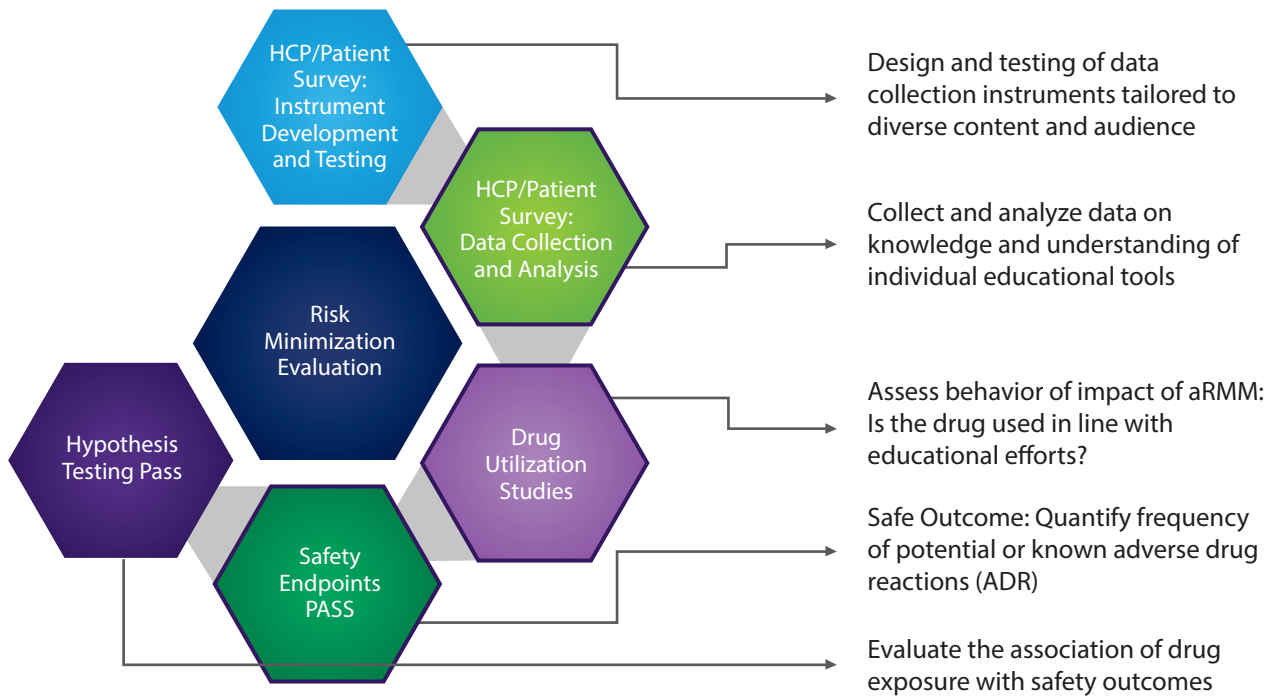 HCP/Patient
Survey:
Instrument
Development
and Testing
Design and testing of data
collection instruments tailored to
diverse content and audience
HCP/Patient
Survey:
Data Collection
and Analysis
Collect and analyze data on
knowledge and understanding of
individual educational tools
Risk
Minimization
Evaluation
Drug
Utilization
Studies
Assess behavior of impact of aRMM:
Is the drug used in line with
educational efforts?
Hypothesis
Testing Pass
Safety
Endpoints
PASS
Safe Outcome: Quantify frequency
of potential or known adverse drug
reactions (ADR)
Evaluate the association of drug
exposure with safety outcomes